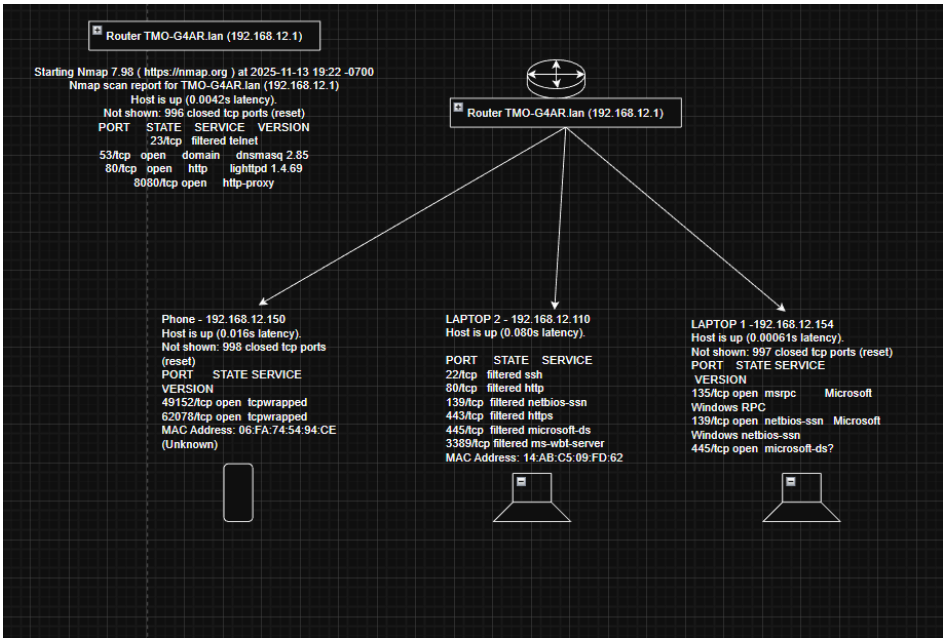 Router TMO-G4AR.lan (192.168.12.1)
Starting Nmap 7.98 ( https://nmap.org ) at 2025-11-13 19:22 -0700
Nmap scan report for TMO-G4AR.lan (192.168.12.1)
Host is up (0.0042s latency).
Not shown: 996 closed tcp ports (reset)
PORT STATE SERVICE VERSION
23/tcp filtered telnet
53/tcp open domain dnsmasq 2.85
80/tcp open http lighttpd 1.4.69
8080/tcp open http-proxy
Router TMO-G4AR.lan (192.168.12.1)
Phone - 192.168.12.150
Host is up (0.016s latency).
Not shown: 998 closed tcp ports
(reset)
PORT STATE SERVICE
VERSION
49152/tcp open tcpwrapped
62078/tcp open tcpwrapped
MAC Address: 06:FA:74:54:94:CE
(Unknown)
LAPTOP 2 - 192.168.12.110
Host is up (0.080s latency).
PORT STATE SERVICE
22/tcp filtered ssh
80/tcp filtered http
139/tcp filtered netbios-ssn
443/tcp filtered https
445/tcp filtered microsoft-ds
3389/tcp filtered ms-wbt-server
MAC Address: 14:AB:C5:09:FD:62
LAPTOP 1 -192.168.12.154
Host is up (0.00061s latency).
Not shown: 997 closed tcp ports (reset)
PORT STATE SERVICE
VERSION
135/tcp open msrpc Microsoft
Windows RPC
139/tcp open netbios-ssn Microsoft
Windows netbios-ssn
445/tcp open microsoft-ds?